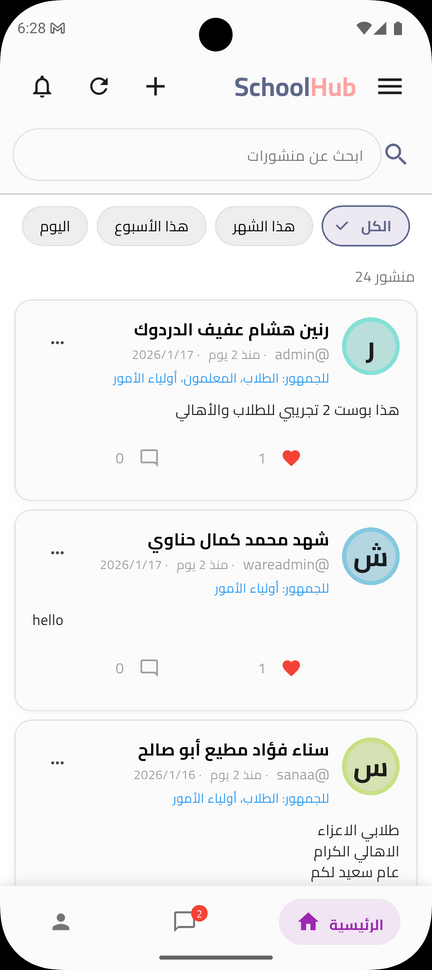 6:28
SchoolHub
ابحث عن منشورات
الكل
هذا الشهر
هذا الأسبوع
اليوم
24 منشور
ر
رنين هشام عفيف الدردوك
@admin · منذ 2 يوم · 2026/1/17
للجمهور: الطلاب، المعلمون، أولياء الأمور
هذا بوست 2 تجريبي للطلاب والأهالي
1
0
ش
شهد محمد كمال حناوي
@wareadmin · منذ 2 يوم · 2026/1/17
للجمهور: أولياء الأمور
hello
1
0
س
سناء فؤاد مطيع أبو صالح
@sanaa · منذ 2 يوم · 2026/1/16
للجمهور: الطلاب، أولياء الأمور
طلابي الاعزاء
الاهالي الكرام
عام سعيد لكم
الرئيسية
2